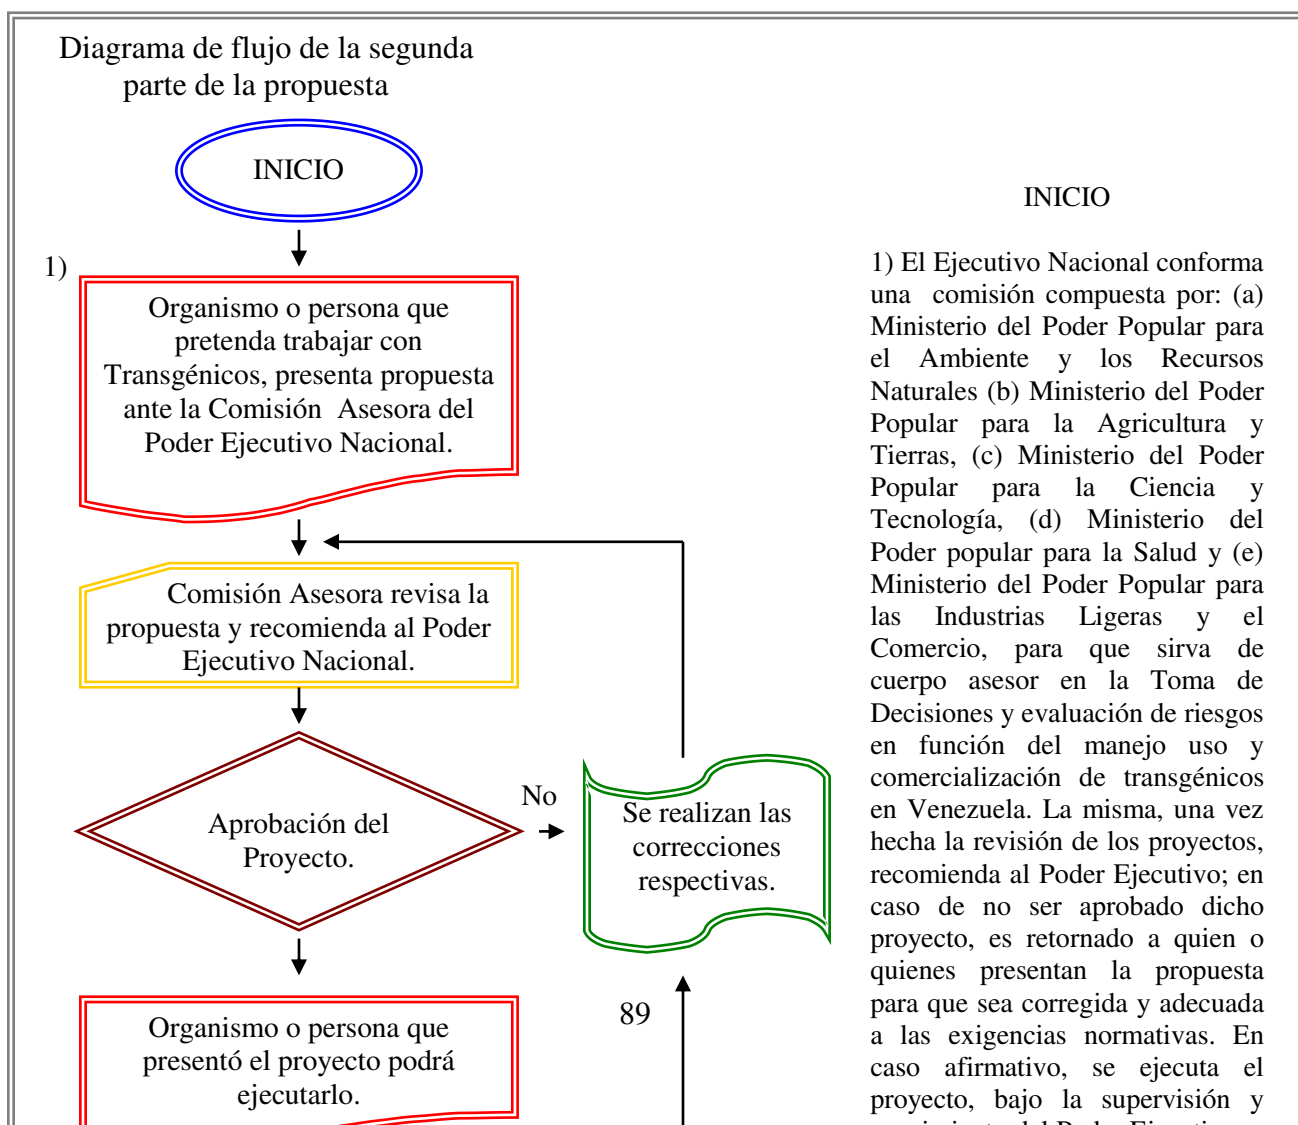 Diagrama de flujo de la segunda
parte de la propuesta
INICIO
1)
Organismo o persona que
pretenda trabajar con
Transgénicos, presenta propuesta
ante la Comisión Asesora del
Poder Ejecutivo Nacional.
Comisión Asesora revisa la
propuesta y recomienda al Poder
Ejecutivo Nacional.
Aprobación del
Proyecto.
No
Se realizan las
correcciones
respectivas.
Organismo o persona que
presentó el proyecto podrá
ejecutarlo.
89
INICIO
1) El Ejecutivo Nacional conforma
una comisión compuesta por: (a)
Ministerio del Poder Popular para
el Ambiente y los Recursos
Naturales (b) Ministerio del Poder
Popular para la Agricultura y
Tierras, (c) Ministerio del Poder
Popular para la Ciencia y
Tecnología, (d) Ministerio del
Poder popular para la Salud y (e)
Ministerio del Poder Popular para
las Industrias Ligeras y el
Comercio, para que sirva de
cuerpo asesor en la Toma de
Decisiones y evaluación de riesgos
en función del manejo uso y
comercialización de transgénicos
en Venezuela. La misma, una vez
hecha la revisión de los proyectos,
recomienda al Poder Ejecutivo; en
caso de no ser aprobado dicho
proyecto, es retornado a quien o
quienes presentan la propuesta
para que sea corregida y adecuada
a las exigencias normativas. En
caso afirmativo, se ejecuta el
proyecto, bajo la supervisión y
del Poder Ejecutivo